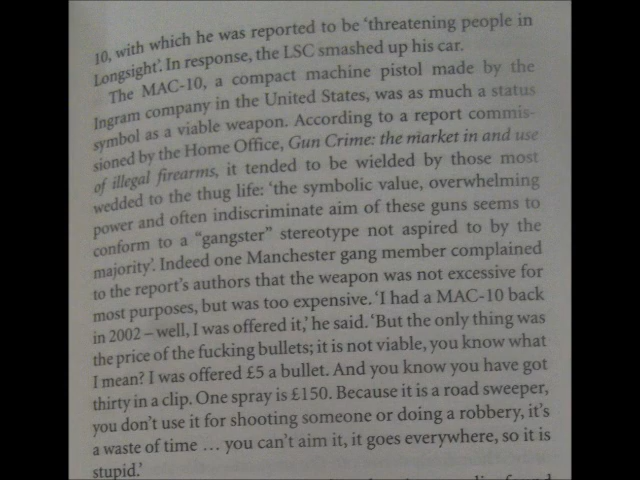 10, with which he was reported to be ‘threatening people in
Longsight’. In response, the LSC smashed up his car.
The MAC-10, a compact machine pistol made by the
Ingram company in the United States, was as much a status
symbol as a viable weapon. According to a report commis-
sioned by the Home Office, Gun Crime: the market in and use
of illegal firearms, it tended to be wielded by those most
wedded to the thug life: ‘the symbolic value, overwhelming
power and often indiscriminate aim of these guns seems to
conform to a “gangster” stereotype not aspired to by the
majority’. Indeed one Manchester gang member complained
to the report’s authors that the weapon was not excessive for
most purposes, but was too expensive. ‘I had a MAC-10 back
in 2002 – well, I was offered it,’ he said. ‘But the only thing was
the price of the fucking bullets; it is not viable, you know what
I mean? I was offered £5 a bullet. And you know you have got
thirty in a clip. One spray is £150. Because it is a road sweeper,
you don’t use it for shooting someone or doing a robbery, it’s
a waste of time … you can’t aim it, it goes everywhere, so it is
stupid.’